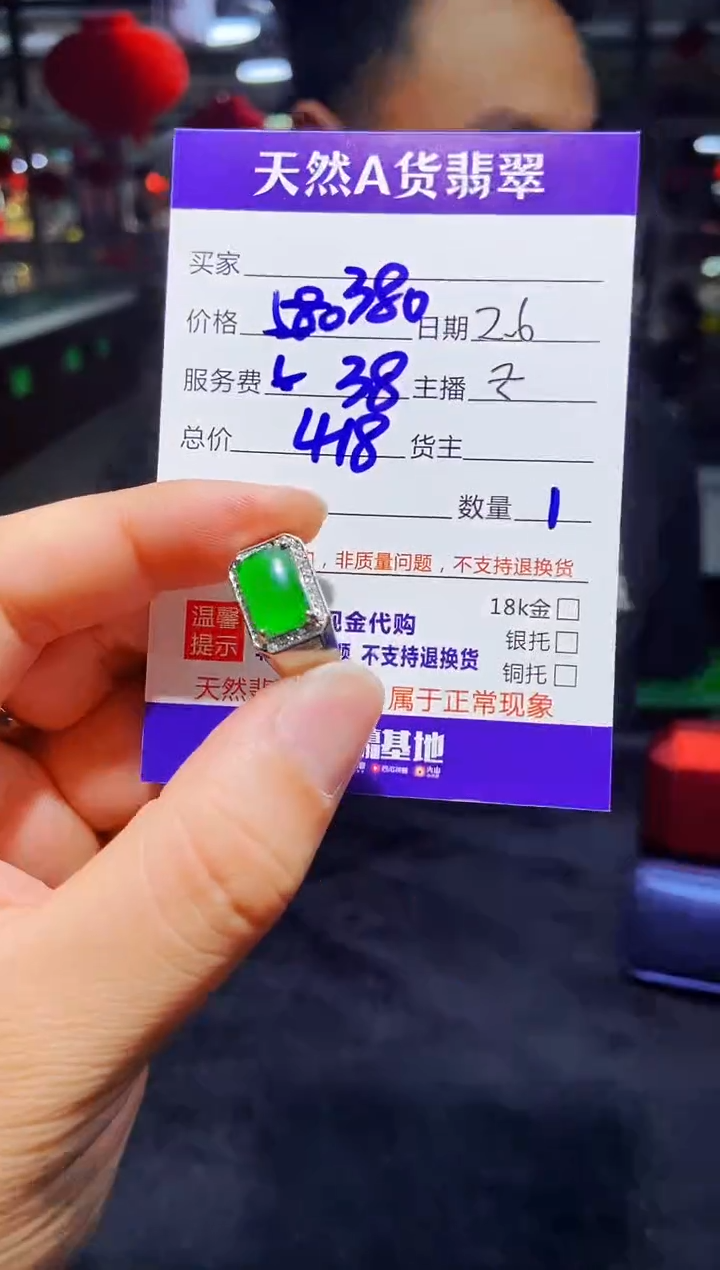 天然A货翡翠
买家
价格 580 380 日期 2.6
服务费 38 主播
总价 418 货主
数量 1
，非质量问题，不支持退换货
温馨提示
现金代购
不支持退换货
18k金□
银托□
铜托□
天然翡 属于正常现象
基地